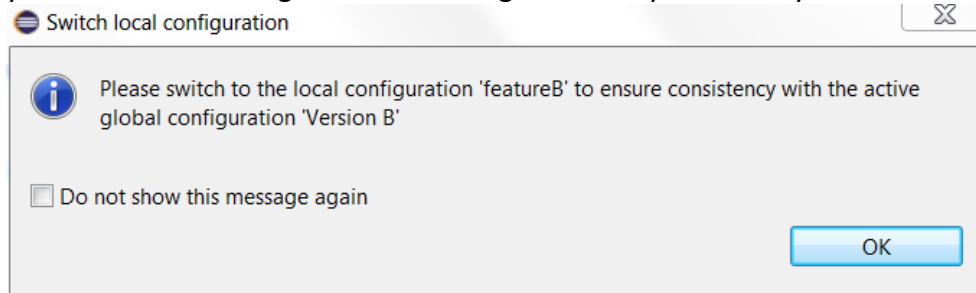 Switch local configuration
Please switch to the local configuration 'featureB' to ensure consistency with the active
global configuration 'Version B'
Do not show this message again
OK